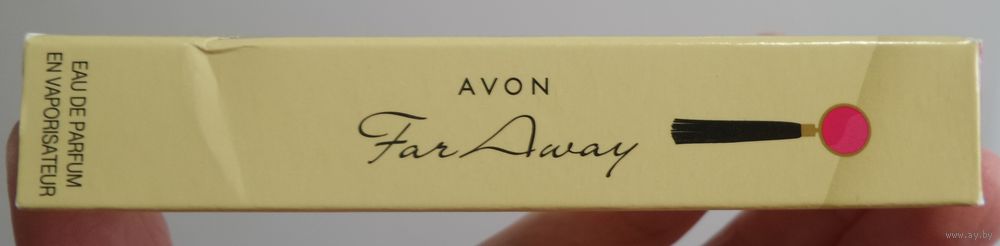 AVON
Far Away
EAU DE PARFUM
EN VAPORISATEUR
www.ay.by